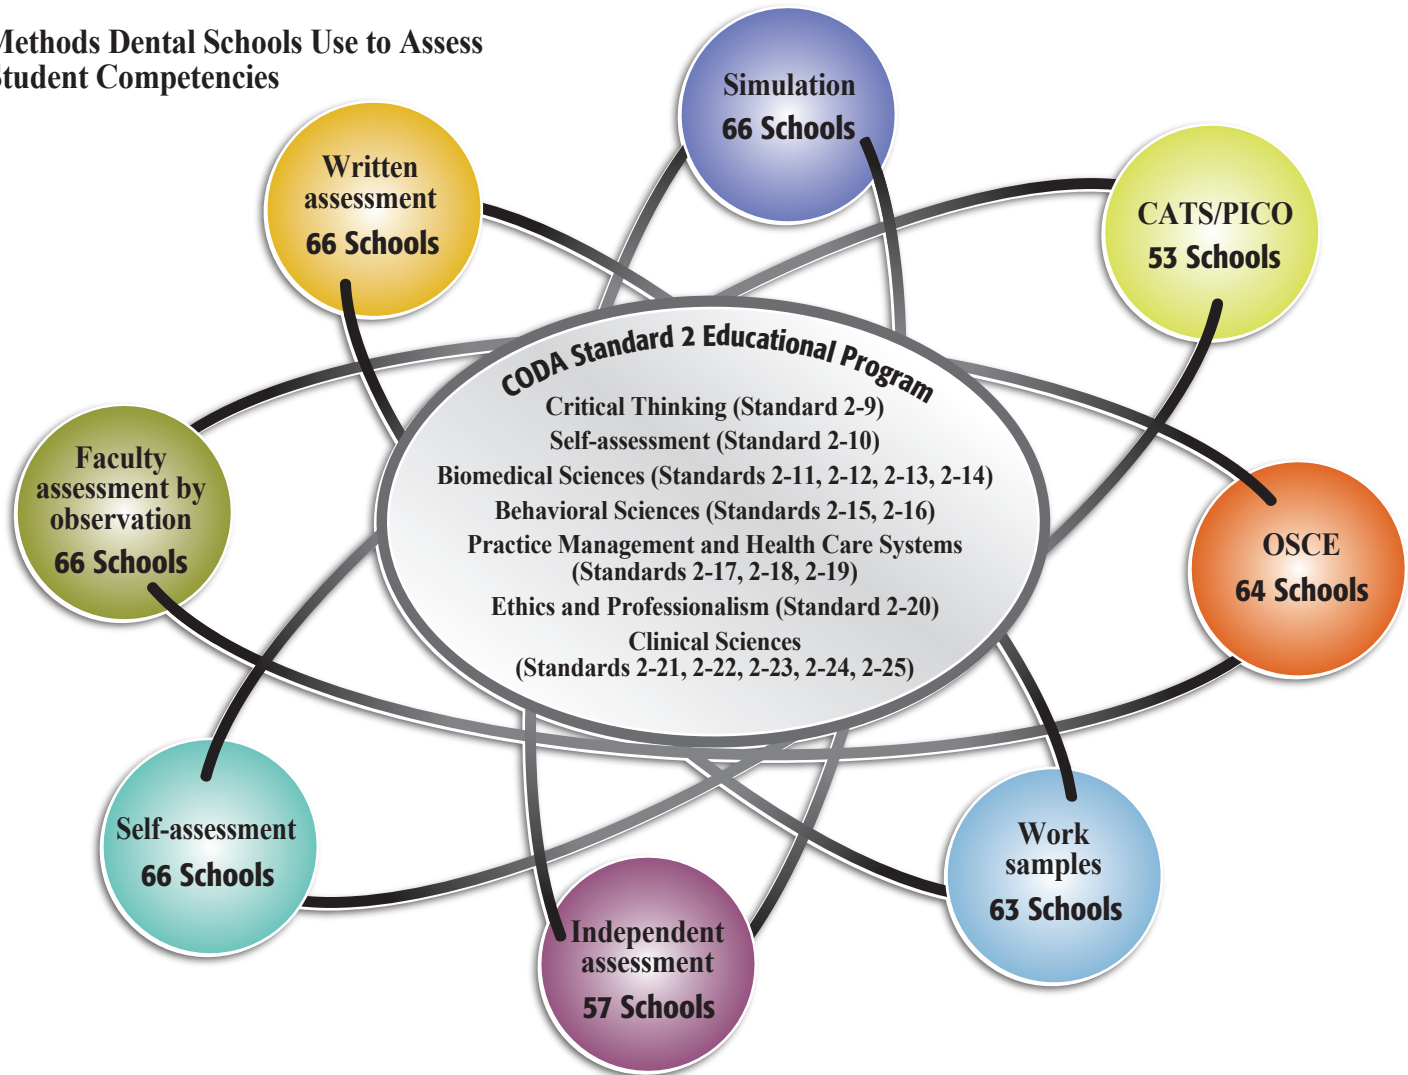 Methods Dental Schools Use to Assess
Student Competencies
Simulation
66 Schools
Written
assessment
66 Schools
CATS/PICO
53 Schools
CODA Standard 2 Educational Program
Critical Thinking (Standard 2-9)
Self-assessment (Standard 2-10)
Biomedical Sciences (Standards 2-11, 2-12, 2-13, 2-14)
Behavioral Sciences (Standards 2-15, 2-16)
Practice Management and Health Care Systems
(Standards 2-17, 2-18, 2-19)
Ethics and Professionalism (Standard 2-20)
Clinical Sciences
(Standards 2-21, 2-22, 2-23, 2-24, 2-25)
Faculty
assessment by
observation
66 Schools
OSCE
64 Schools
Self-assessment
66 Schools
Work
samples
63 Schools
Independent
assessment
57 Schools